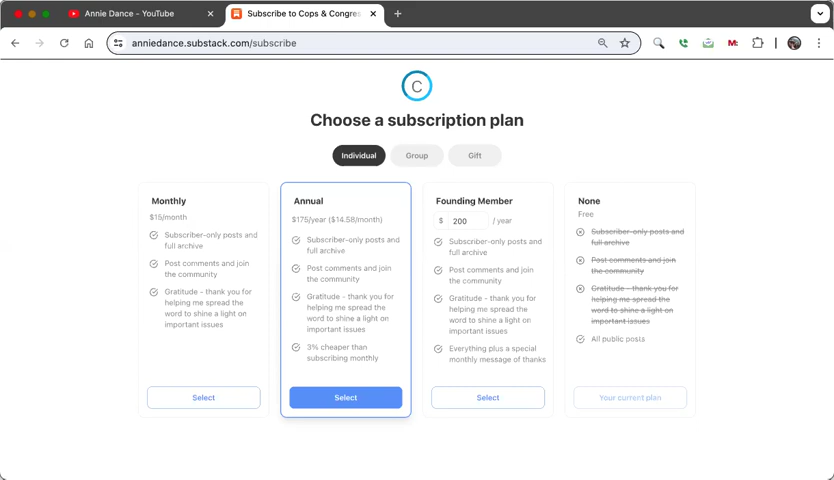 Annie Dance - YouTube
Subscribe to Cops & Congres
anniedance.substack.com/subscribe
C
Choose a subscription plan
Individual
Group
Gift
Monthly
$15/month
Subscriber-only posts and
full archive
Post comments and join
the community
Gratitude - thank you for
helping me spread the
word to shine a light on
important issues
Select
Annual
$175/year ($14.58/month)
Subscriber-only posts and
full archive
Post comments and join
the community
Gratitude - thank you for
helping me spread the
word to shine a light on
important issues
3% cheaper than
subscribing monthly
Select
Founding Member
$ 200 / year
Subscriber-only posts and
full archive
Post comments and join
the community
Gratitude - thank you for
helping me spread the
word to shine a light on
important issues
Everything plus a special
monthly message of thanks
Select
None
Free
Subscriber-only posts and
full archive
Post comments and join
the community
Gratitude - thank you for
helping me spread the
word to shine a light on
important issues
All public posts
Your current plan